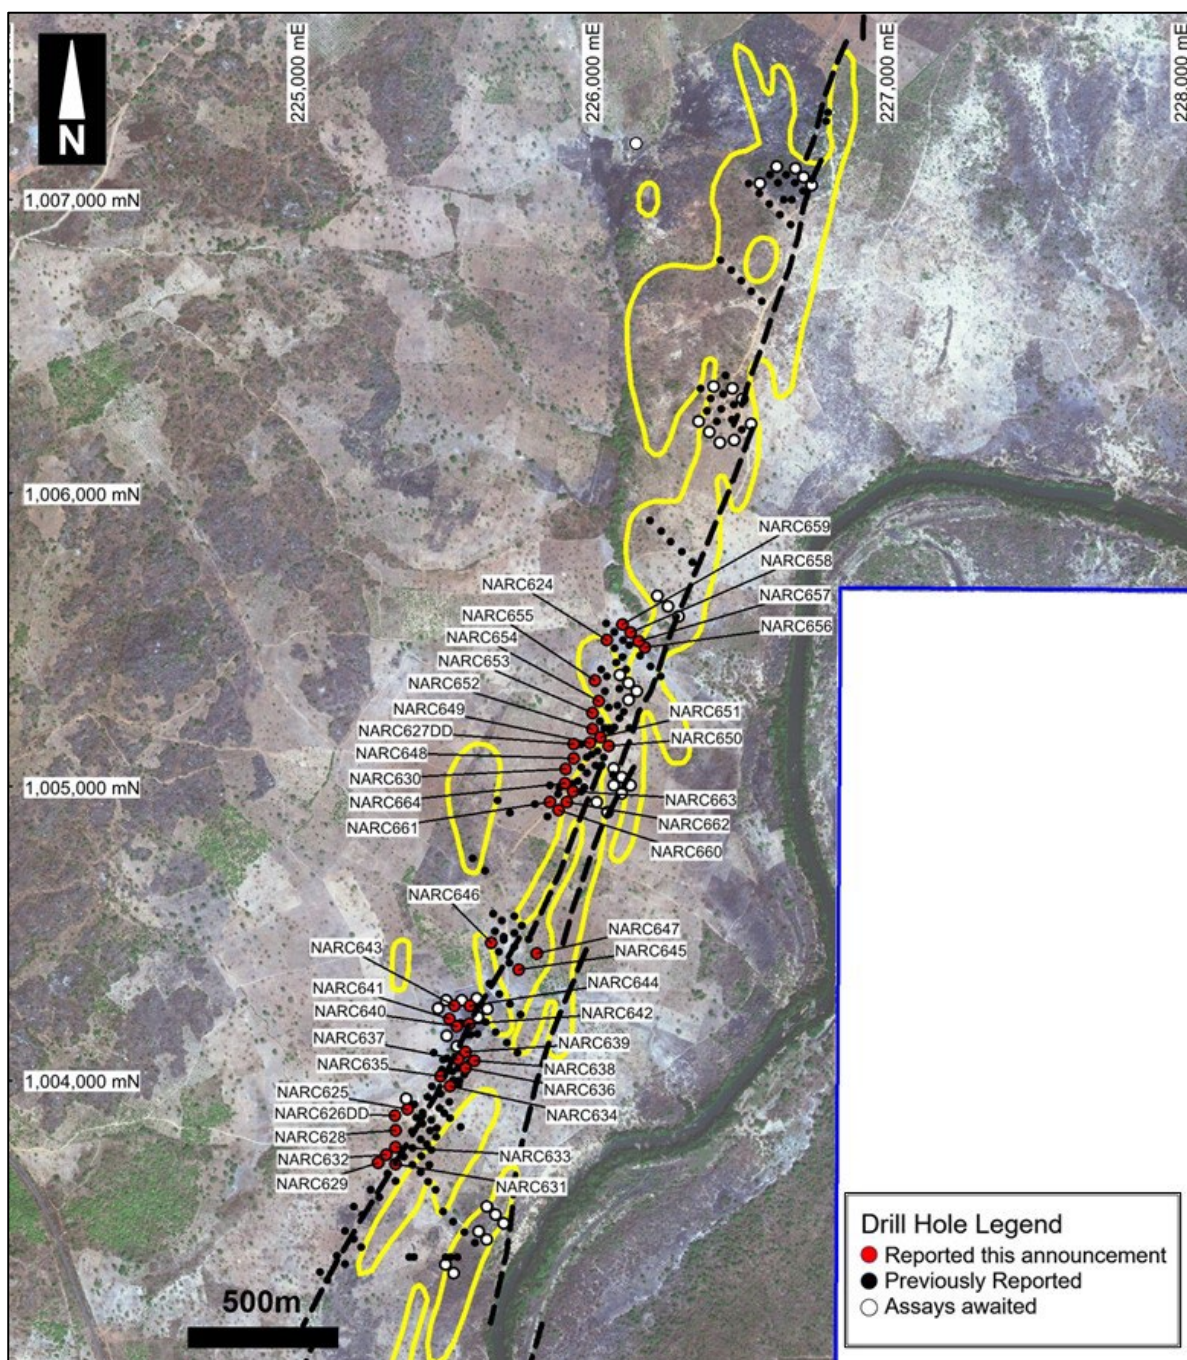 225,000 mE
226,000 mE
227,000 mE
228,000 mE
N
1,007,000 mN
1,006,000 mN
NARC659
NARC658
NARC624
NARC657
NARC655
NARC656
NARC654
NARC653
NARC652
NARC649
NARC651
NARC627DD
NARC650
NARC648
NARC630
1,005,000 mN
NARC664
NARC663
NARC661
NARC662
NARC660
NARC646
NARC647
NARC643
NARC645
NARC641
NARC644
NARC640
NARC642
NARC637
NARC639
NARC635
NARC638
1,004,000 mN
NARC636
NARC625
NARC634
NARC626DD
NARC628
NARC633
NARC632
NARC629
NARC631
Drill Hole Legend
Reported this announcement
Previously Reported
Assays awaited
500m